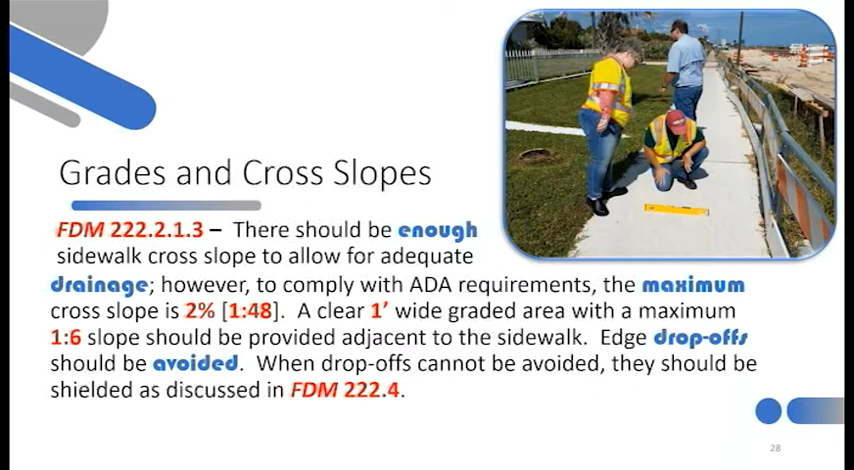 Grades and Cross Slopes
FDM 222.2.1.3 – There should be enough
sidewalk cross slope to allow for adequate
drainage; however, to comply with ADA requirements, the maximum
cross slope is 2% [1:48]. A clear 1’ wide graded area with a maximum
1:6 slope should be provided adjacent to the sidewalk. Edge drop-offs
should be avoided. When drop-offs cannot be avoided, they should be
shielded as discussed in FDM 222.4.
28